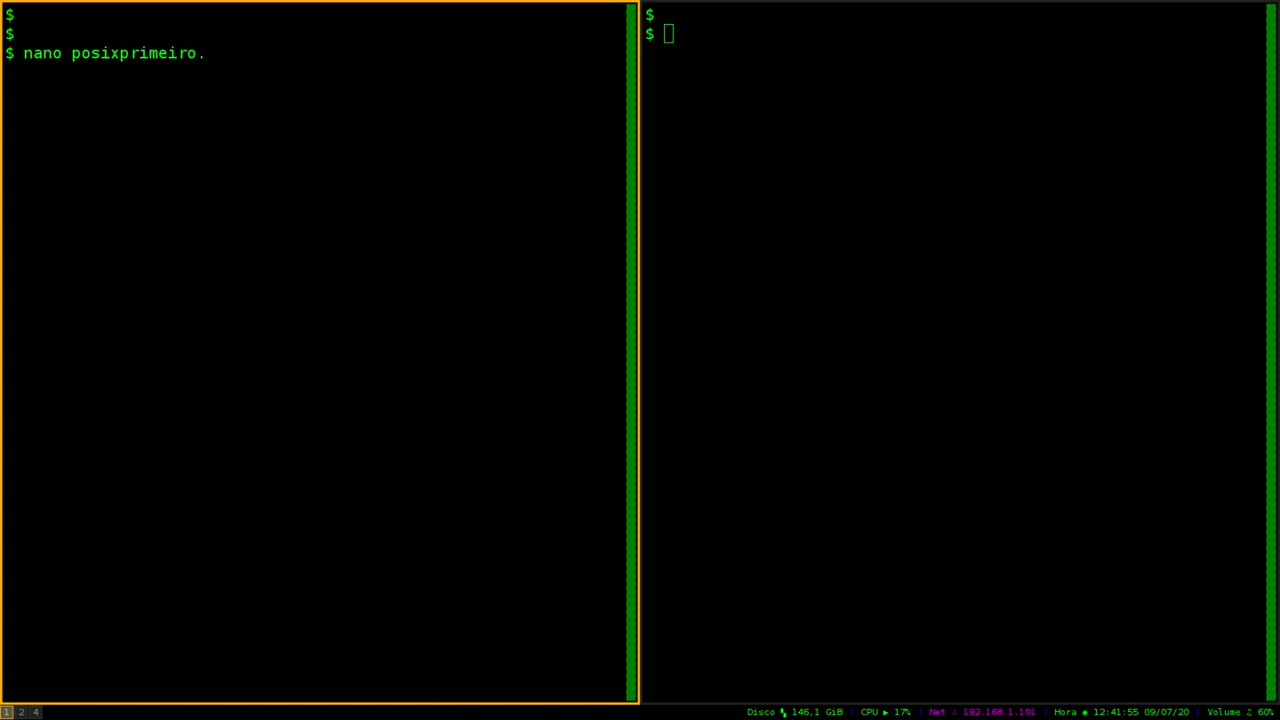 $
$
$ nano posixprimeiro.
$
$
1 2 4
Disco ▚ 146,1 GiB | CPU ▶ 17% | Net ∴ 192.168.1.101 | Hora ◉ 12:41:55 09/07/20 | Volume ♫ 60%